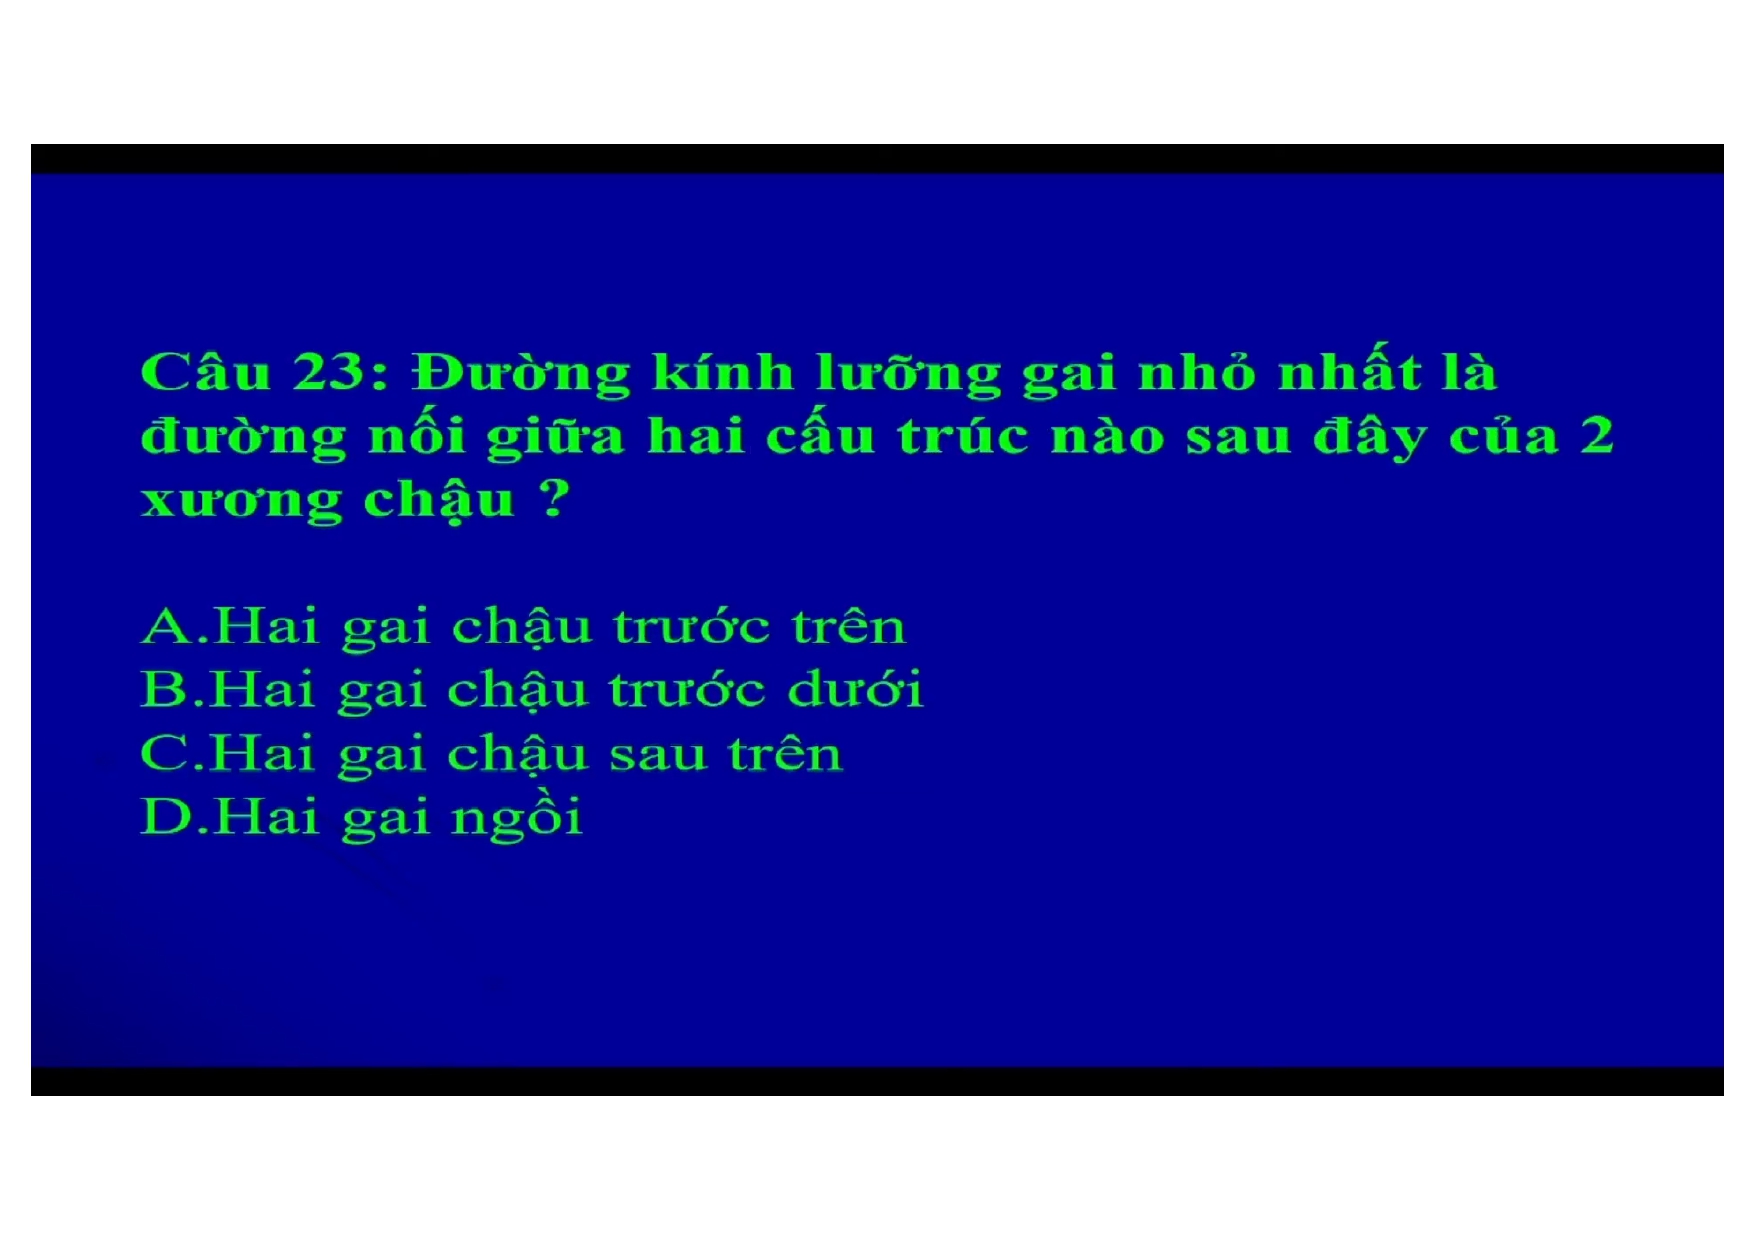 Câu 23: Đường kính lưỡng gai nhỏ nhất là
đường nối giữa hai cấu trúc nào sau đây của 2
xương chậu ?
A.Hai gai chậu trước trên
B.Hai gai chậu trước dưới
C.Hai gai chậu sau trên
D.Hai gai ngồi